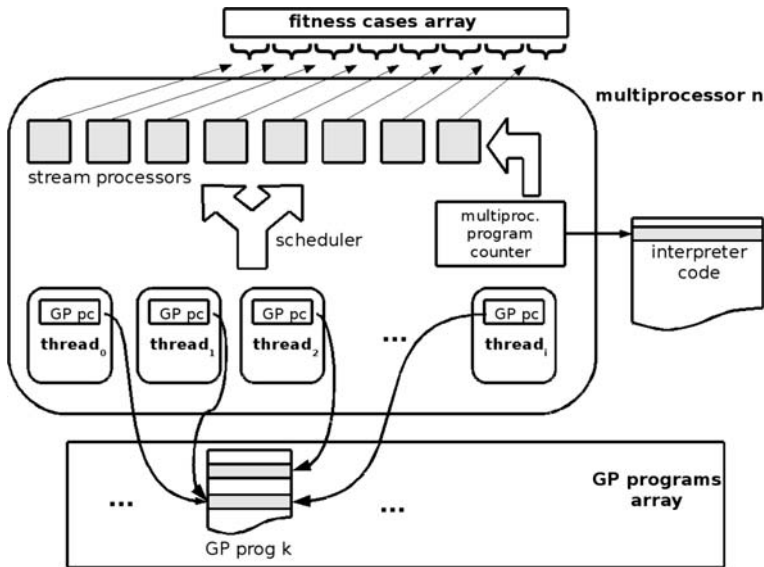 fitness cases array
multiprocessor n
stream processors
scheduler
multiproc.
program
counter
interpreter
code
GP pc
GP pc
GP pc
GP pc
thread₀
thread₁
thread₂
...
threadᵢ
GP programs
array
...
...
GP prog k